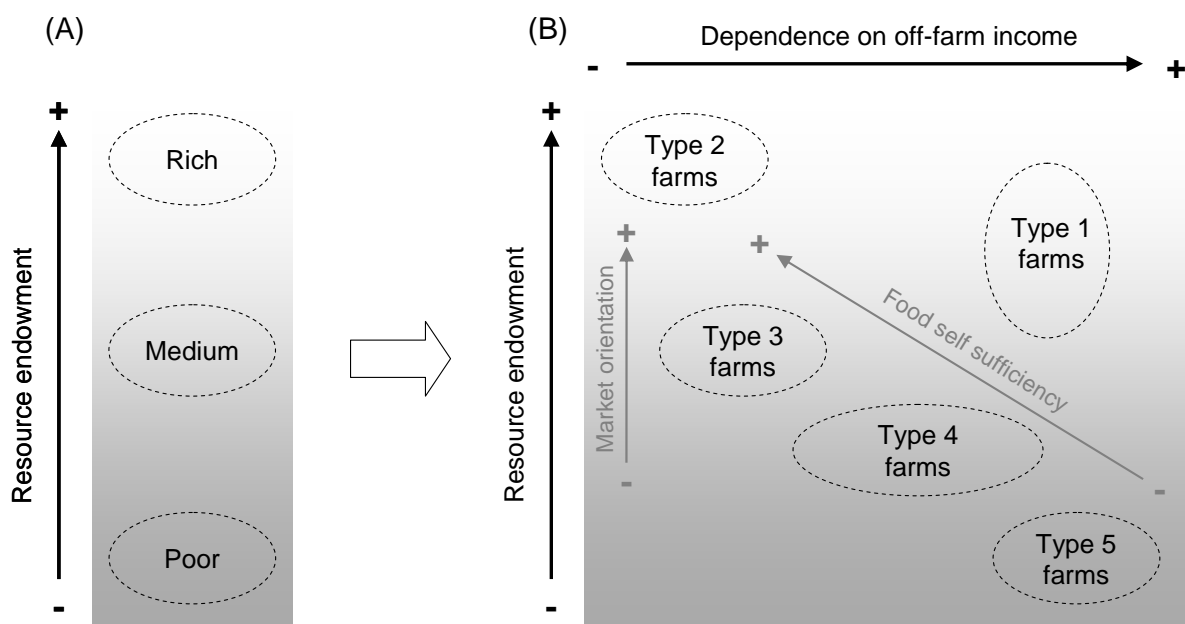 (A)
+
Resource endowment
-
Rich
Medium
Poor
(B)
Dependence on off-farm income
-
+
+
Resource endowment
-
Type 2
farms
Type 1
farms
+
Market orientation
-
+
Food self sufficiency
-
Type 3
farms
Type 4
farms
Type 5
farms